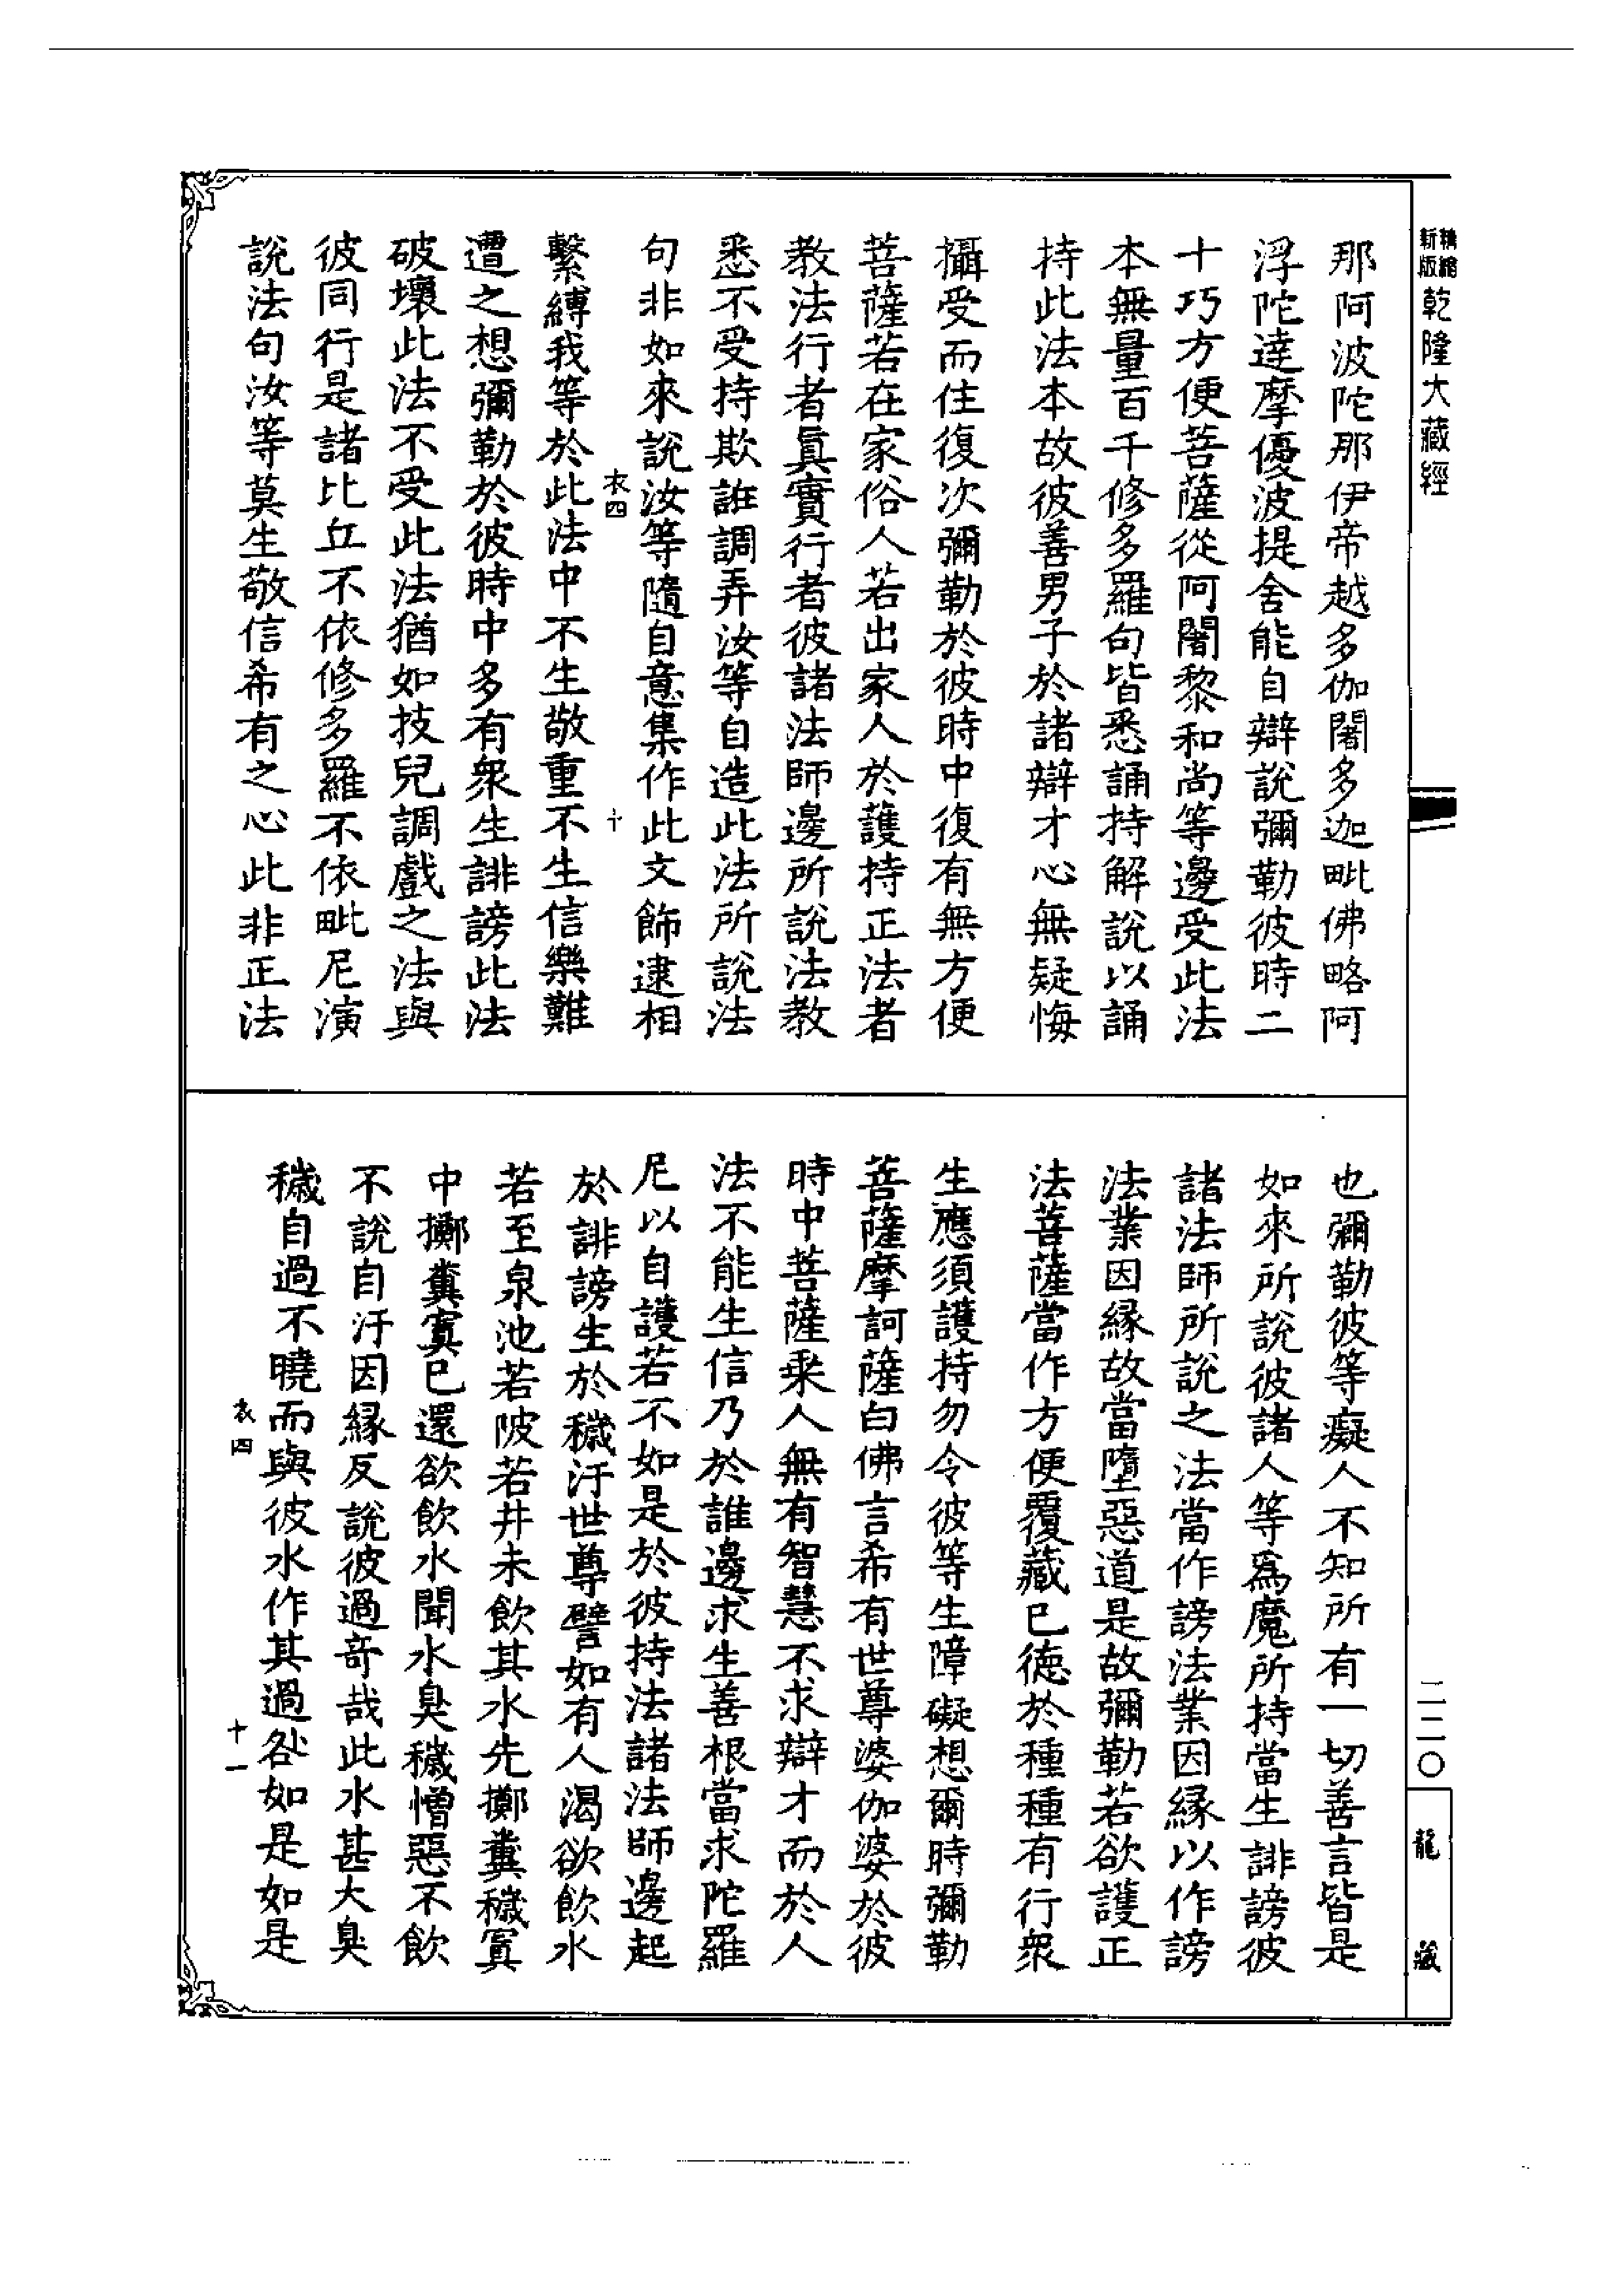 精縮新版乾隆大藏經
那阿波陀那伊帝越多伽闍多迦毗佛略阿
浮陀達摩優波提舍能自辯說彌勒彼時二
十巧方便菩薩從阿闍黎和尚等邊受此法
本無量百千修多羅句皆悉誦持解說以誦
持此法本故彼善男子於諸辯才心無疑悔
攝受而住復次彌勒於彼時中復有無方便
菩薩若在家俗人若出家人於護持正法者
教法行者眞實行者彼諸法師邊所說法教
悉不受持欺誑調弄汝等自造此法所說法
句非如來說汝等隨自意集作此文飾逮相
衣四 十
繫縛我等於此法中不生敬重不生信樂難
遭之想彌勒於彼時中多有衆生誹謗此法
破壞此法不受此法猶如技兒調戲之法與
彼同行是諸比丘不依修多羅不依毗尼演
說法句汝等莫生敬信希有之心此非正法
也彌勒彼等癡人不知所有一切善言皆是
如來所說彼諸人等爲魔所持當生誹謗彼
諸法師所說之法當作謗法業因緣以作謗
法業因緣故當墮惡道是故彌勒若欲護正
法菩薩當作方便覆藏已德於種種有行衆
生應須護持勿令彼等生障礙想爾時彌勒
菩薩摩訶薩白佛言希有世尊婆伽婆於彼
時中菩薩乘人無有智慧不求辯才而於人
法不能生信乃於誰邊求生善根當求陀羅
尼以自護若不如是於彼持法諸法師邊起
於誹謗生於穢汙世尊譬如有人渴欲飲水
若至泉池若陂若井未飲其水先擲糞穢寘
中擲糞寘已還欲飲水聞水臭穢憎惡不飲
不說自汙因緣反說彼過奇哉此水甚大臭
穢自過不曉而與彼水作其過咎如是如是
衣四 十一
二二〇
龍藏